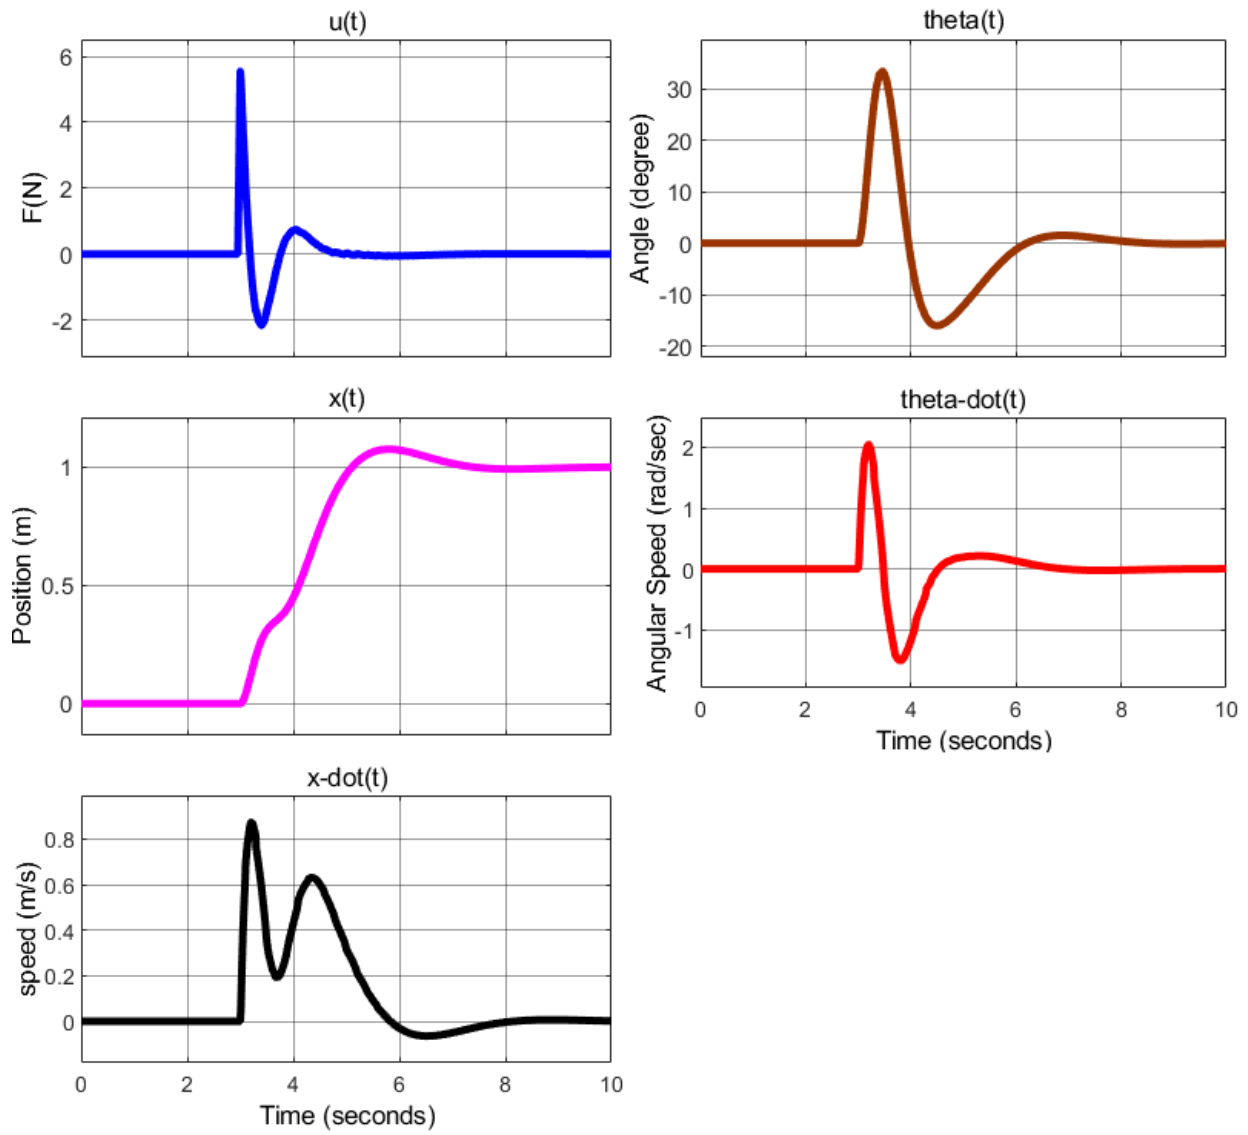 u(t)
6
4
2
0
-2
F(N)
theta(t)
30
20
10
0
-10
-20
Angle (degree)
x(t)
1
0.5
0
Position (m)
theta-dot(t)
2
1
0
-1
Angular Speed (rad/sec)
0 2 4 6 8 10
Time (seconds)
x-dot(t)
0.8
0.6
0.4
0.2
0
speed (m/s)
0 2 4 6 8 10
Time (seconds)